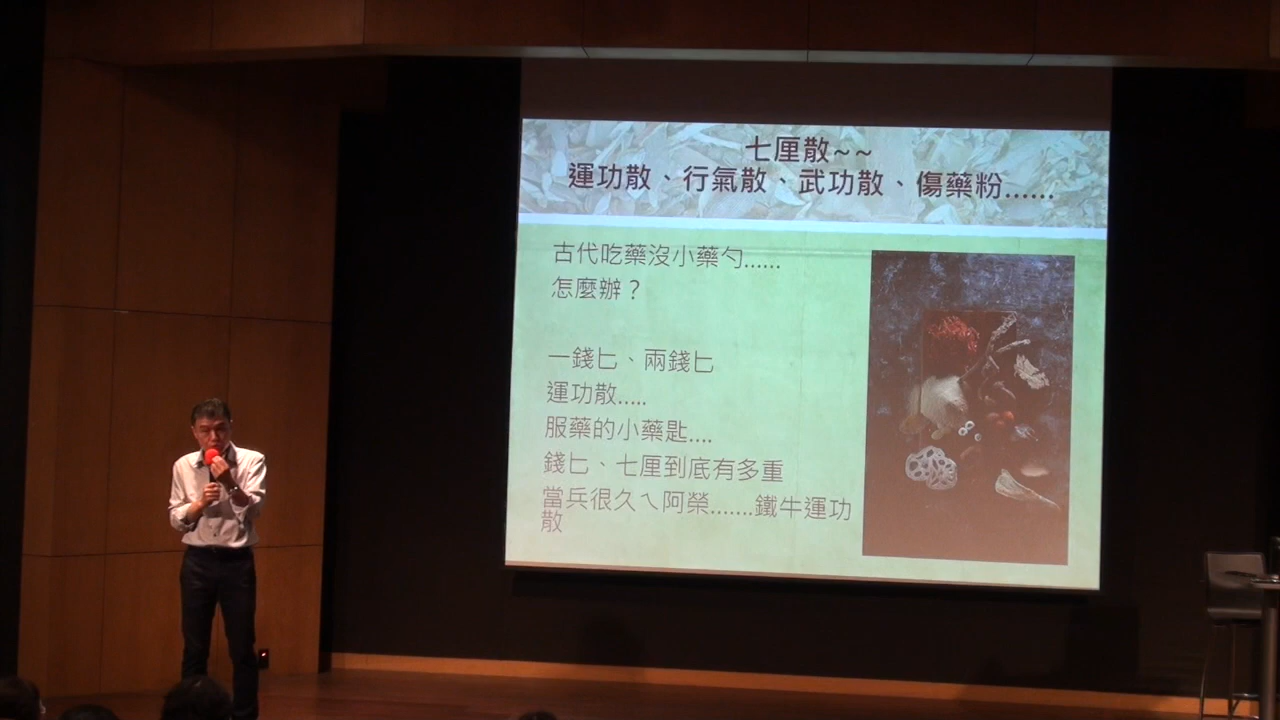 七厘散~~
運功散、行氣散、武功散、傷藥粉......
古代吃藥沒小藥勺......
怎麼辦？
一錢匕、兩錢匕
運功散.....
服藥的小藥匙....
錢匕、七厘到底有多重
當兵很久ㄟ阿榮.......鐵牛運功
散